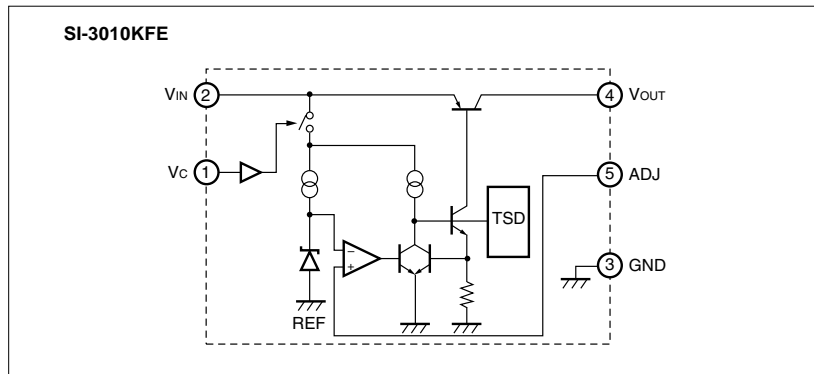 SI-3010KFE
VIN 2
4 VOUT
VC 1
5 ADJ
TSD
−
+
3 GND
REF